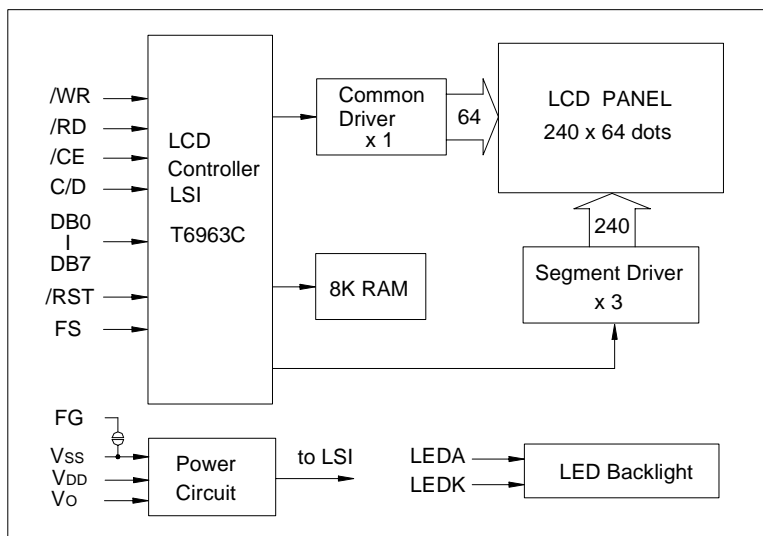 /WR
/RD
/CE
C/D
DB0
DB7
/RST
FS
LCD
Controller
LSI
T6963C
Common
Driver
x 1
64
LCD PANEL
240 x 64 dots
240
8K RAM
Segment Driver
x 3
FG
VSS
VDD
VO
Power
Circuit
to LSI
LEDA
LEDK
LED Backlight